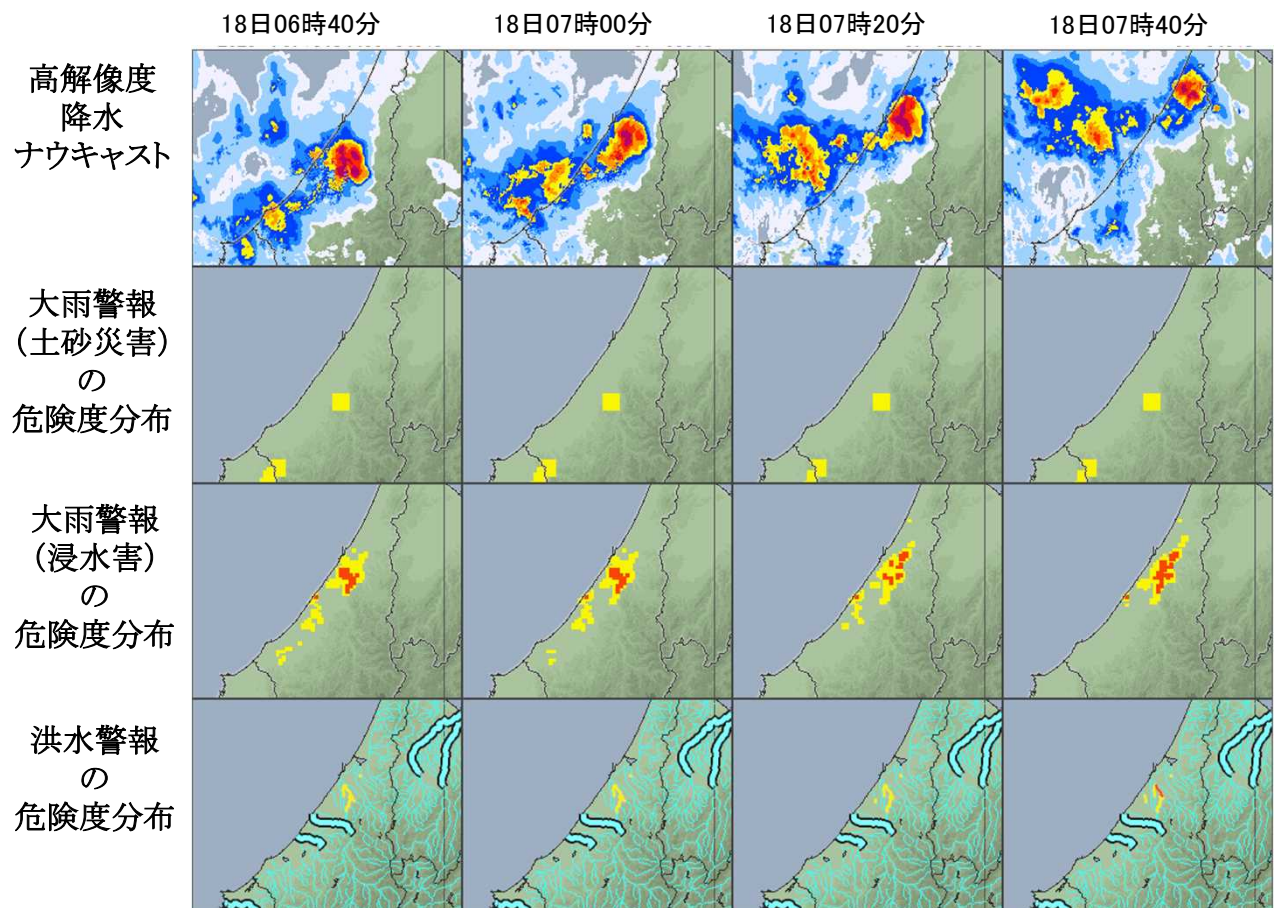 18日06時40分
18日07時00分
18日07時20分
18日07時40分
高解像度
降水
ナウキャスト
大雨警報
(土砂災害)
の
危険度分布
大雨警報
(浸水害)
の
危険度分布
洪水警報
の
危険度分布